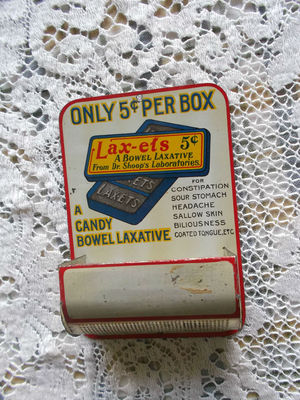 ONLY 5¢ PER BOX
Lax-ets 5¢
A BOWEL LAXATIVE
From Dr. Shoop's Laboratories.
LAXETS
A
CANDY
BOWEL LAXATIVE
FOR
CONSTIPATION
SOUR STOMACH
HEADACHE
SALLOW SKIN
BILIOUSNESS
COATED TONGUE, ETC